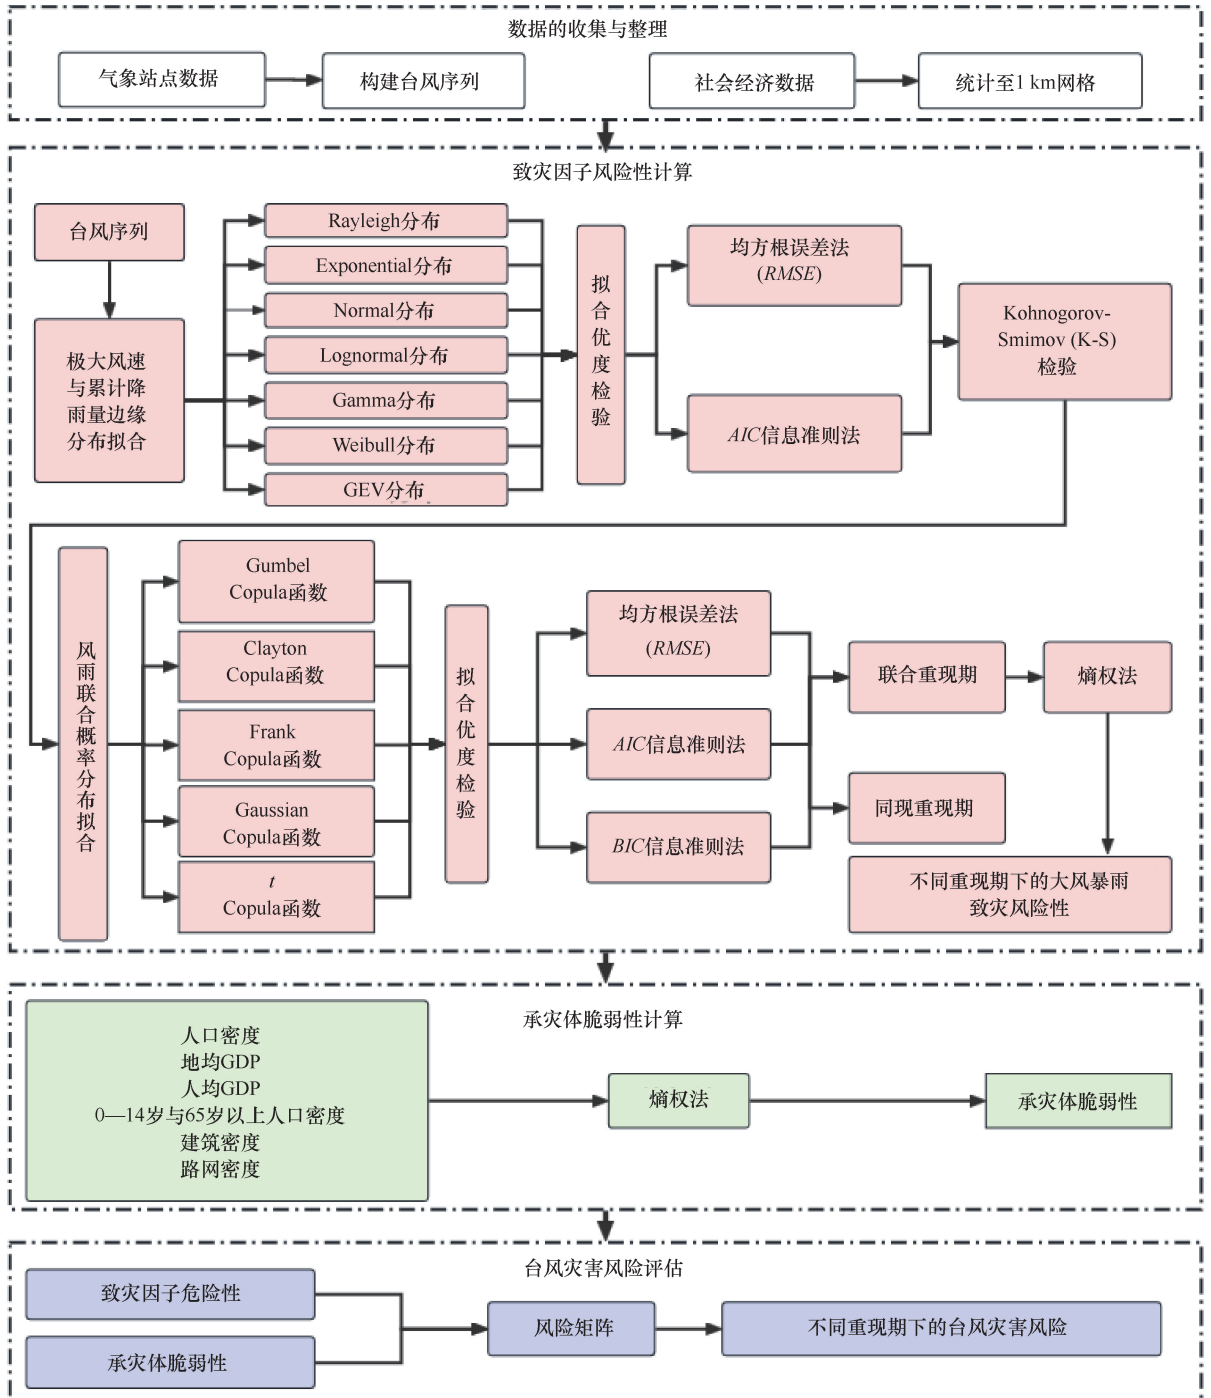 数据的收集与整理
气象站点数据
构建台风序列
社会经济数据
统计至1 km网格
致灾因子风险性计算
台风序列
极大风速
与累计降
雨量边缘
分布拟合
Rayleigh分布
Exponential分布
Normal分布
Lognormal分布
Gamma分布
Weibull分布
GEV分布
拟合优度检验
均方根误差法
(RMSE)
AIC信息准则法
Kohnogorov-
Smimov (K-S)
检验
风雨联合概率分布拟合
Gumbel
Copula函数
Clayton
Copula函数
Frank
Copula函数
Gaussian
Copula函数
t
Copula函数
拟合优度检验
均方根误差法
(RMSE)
AIC信息准则法
BIC信息准则法
联合重现期
熵权法
同现重现期
不同重现期下的大风暴雨
致灾风险性
承灾体脆弱性计算
人口密度
地均GDP
人均GDP
0—14岁与65岁以上人口密度
建筑密度
路网密度
熵权法
承灾体脆弱性
台风灾害风险评估
致灾因子危险性
承灾体脆弱性
风险矩阵
不同重现期下的台风灾害风险